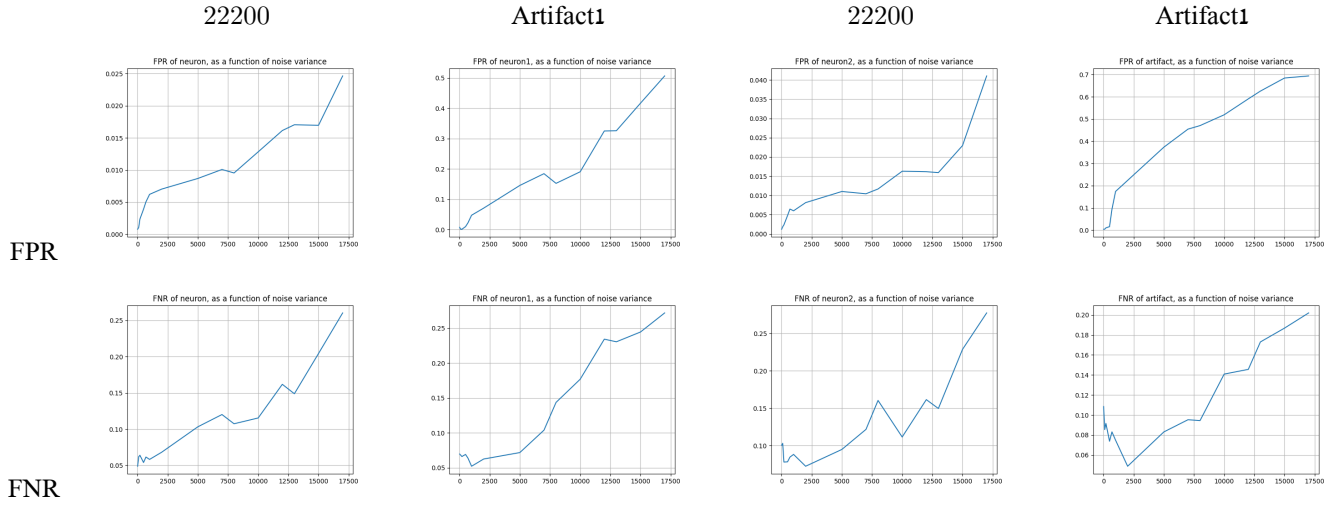 22200 Artifact1 22200 Artifact1
FPR of neuron, as a function of noise variance
0.025
0.020
0.015
0.010
0.005
0.000
0 2500 5000 7500 10000 12500 15000 17500
FPR of neuron1, as a function of noise variance
0.5
0.4
0.3
0.2
0.1
0.0
0 2500 5000 7500 10000 12500 15000 17500
FPR of neuron2, as a function of noise variance
0.040
0.035
0.030
0.025
0.020
0.015
0.010
0.005
0.000
0 2500 5000 7500 10000 12500 15000 17500
FPR of artifact, as a function of noise variance
0.7
0.6
0.5
0.4
0.3
0.2
0.1
0.0
0 2500 5000 7500 10000 12500 15000 17500
FPR
FNR of neuron, as a function of noise variance
0.25
0.20
0.15
0.10
0.05
0 2500 5000 7500 10000 12500 15000 17500
FNR of neuron1, as a function of noise variance
0.25
0.20
0.15
0.10
0.05
0 2500 5000 7500 10000 12500 15000 17500
FNR of neuron2, as a function of noise variance
0.25
0.20
0.15
0.10
0 2500 5000 7500 10000 12500 15000 17500
FNR of artifact, as a function of noise variance
0.20
0.18
0.16
0.14
0.12
0.10
0.08
0.06
0 2500 5000 7500 10000 12500 15000 17500
FNR